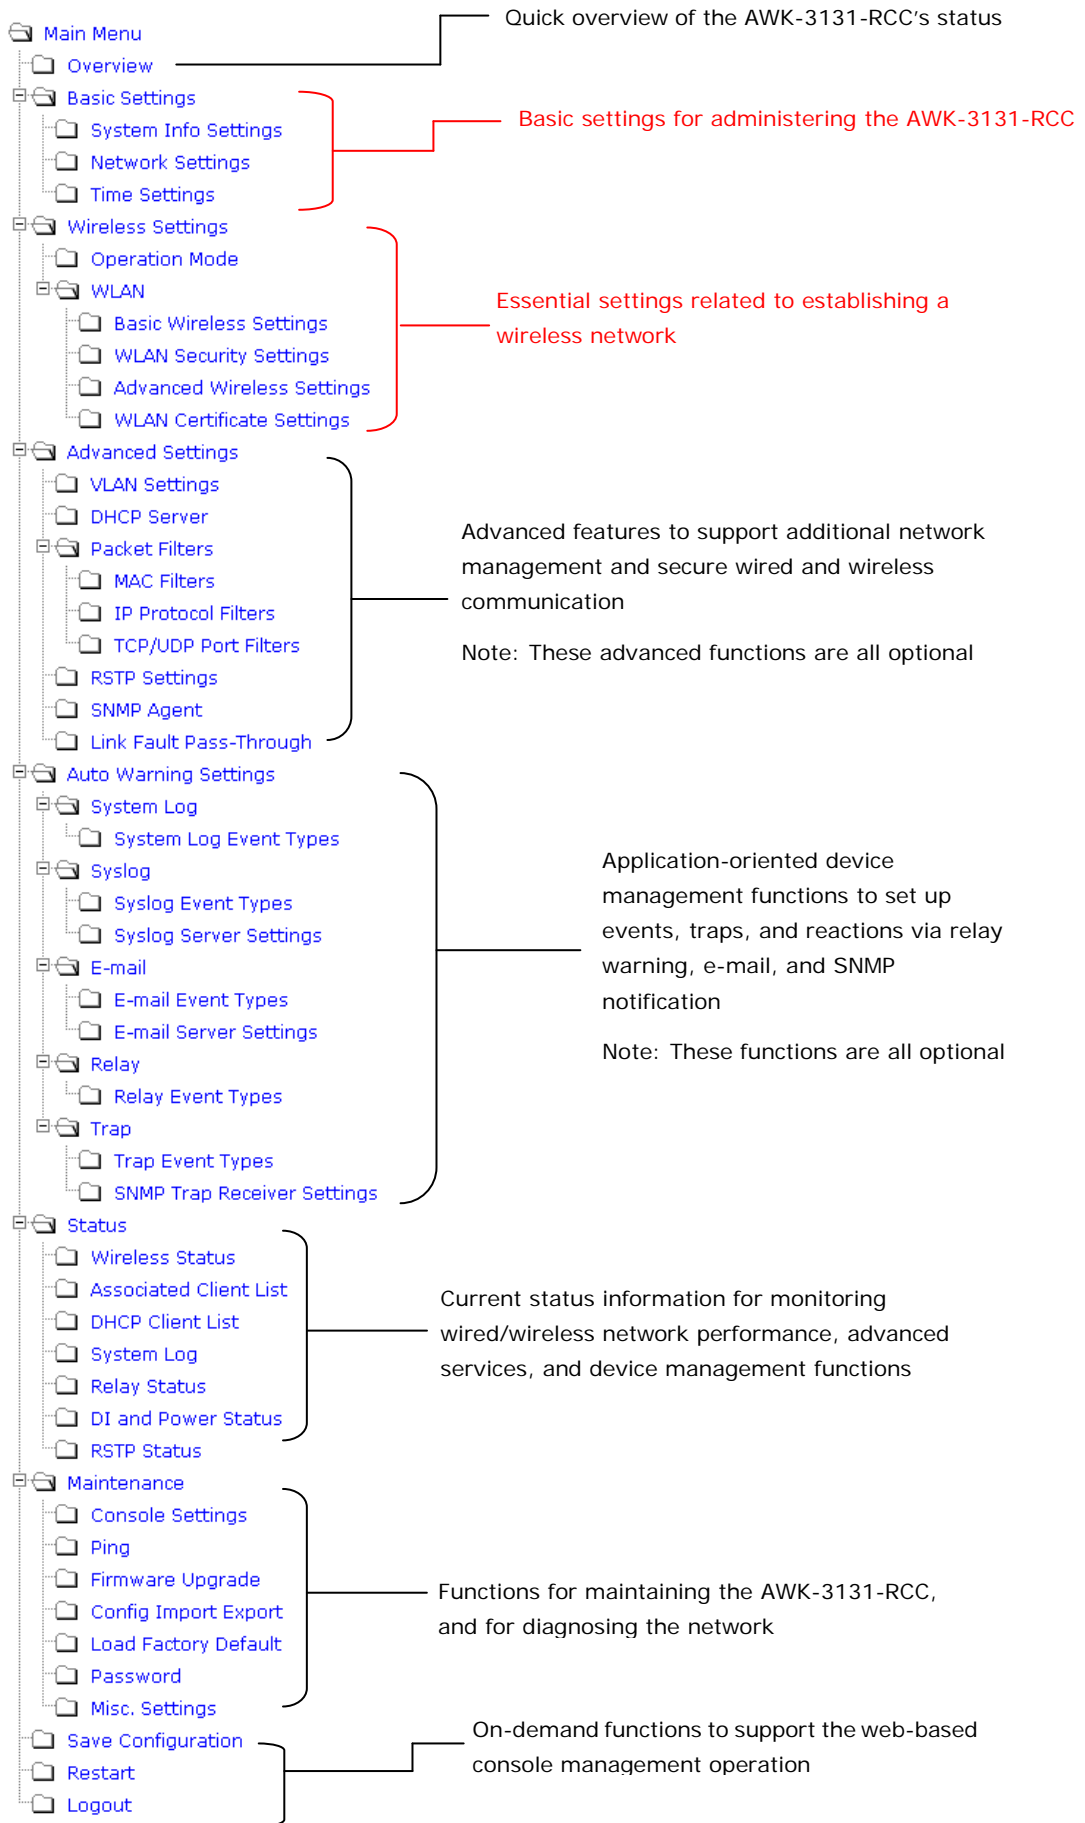 Quick overview of the AWK-3131-RCC's status
Main Menu
Overview
Basic Settings
Basic settings for administering the AWK-3131-RCC
System Info Settings
Network Settings
Time Settings
Wireless Settings
Operation Mode
WLAN
Essential settings related to establishing a
wireless network
Basic Wireless Settings
WLAN Security Settings
Advanced Wireless Settings
WLAN Certificate Settings
Advanced Settings
VLAN Settings
DHCP Server
Packet Filters
MAC Filters
IP Protocol Filters
TCP/UDP Port Filters
RSTP Settings
SNMP Agent
Link Fault Pass-Through
Advanced features to support additional network
management and secure wired and wireless
communication
Note: These advanced functions are all optional
Auto Warning Settings
System Log
System Log Event Types
Syslog
Syslog Event Types
Syslog Server Settings
E-mail
E-mail Event Types
E-mail Server Settings
Relay
Relay Event Types
Trap
Trap Event Types
SNMP Trap Receiver Settings
Application-oriented device
management functions to set up
events, traps, and reactions via relay
warning, e-mail, and SNMP
notification
Note: These functions are all optional
Status
Wireless Status
Associated Client List
DHCP Client List
System Log
Relay Status
DI and Power Status
RSTP Status
Current status information for monitoring
wired/wireless network performance, advanced
services, and device management functions
Maintenance
Console Settings
Ping
Firmware Upgrade
Config Import Export
Load Factory Default
Password
Misc. Settings
Functions for maintaining the AWK-3131-RCC,
and for diagnosing the network
Save Configuration
Restart
Logout
On-demand functions to support the web-based
console management operation